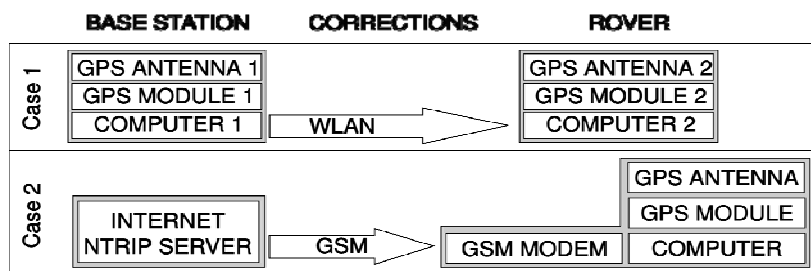 BASE STATION CORRECTIONS ROVER
Case 1
GPS ANTENNA 1
GPS MODULE 1
COMPUTER 1
WLAN
GPS ANTENNA 2
GPS MODULE 2
COMPUTER 2
Case 2
INTERNET
NTRIP SERVER
GSM
GSM MODEM
GPS ANTENNA
GPS MODULE
COMPUTER